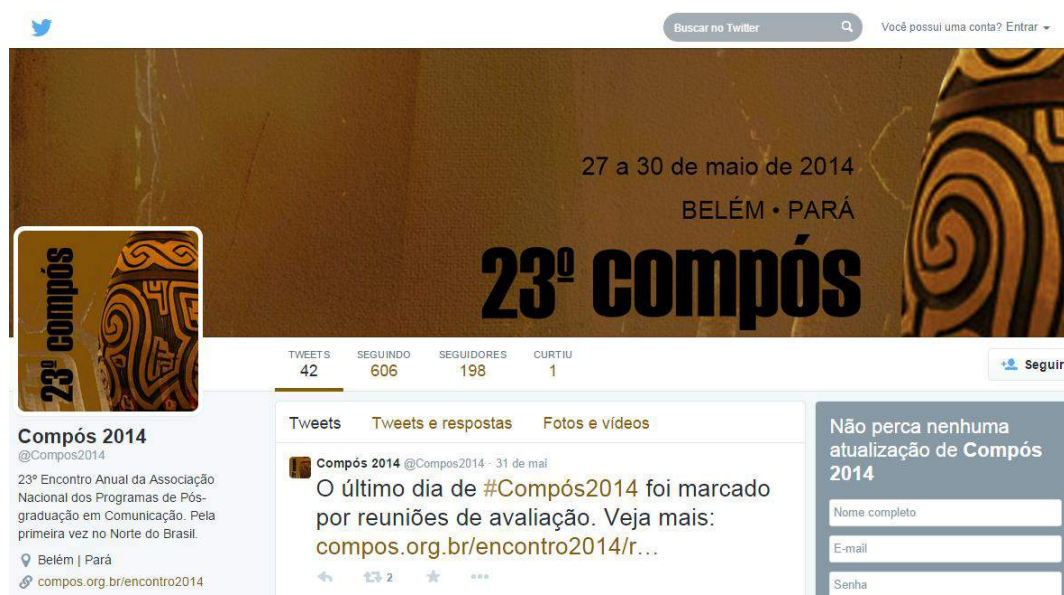 Buscar no Twitter
Você possui uma conta? Entrar
27 a 30 de maio de 2014
BELÉM • PARÁ
23º compós
23º compós
TWEETS
42
SEGUINDO
606
SEGUIDORES
198
CURTIU
1
Seguir
Compós 2014
@Compos2014
23º Encontro Anual da Associação
Nacional dos Programas de Pós-
graduação em Comunicação. Pela
primeira vez no Norte do Brasil.
Belém | Pará
compos.org.br/encontro2014
Tweets Tweets e respostas Fotos e vídeos
Compós 2014 @Compos2014 · 31 de mai
O último dia de #Compós2014 foi marcado
por reuniões de avaliação. Veja mais:
compos.org.br/encontro2014/r…
2
Não perca nenhuma
atualização de Compós
2014
Nome completo
E-mail
Senha